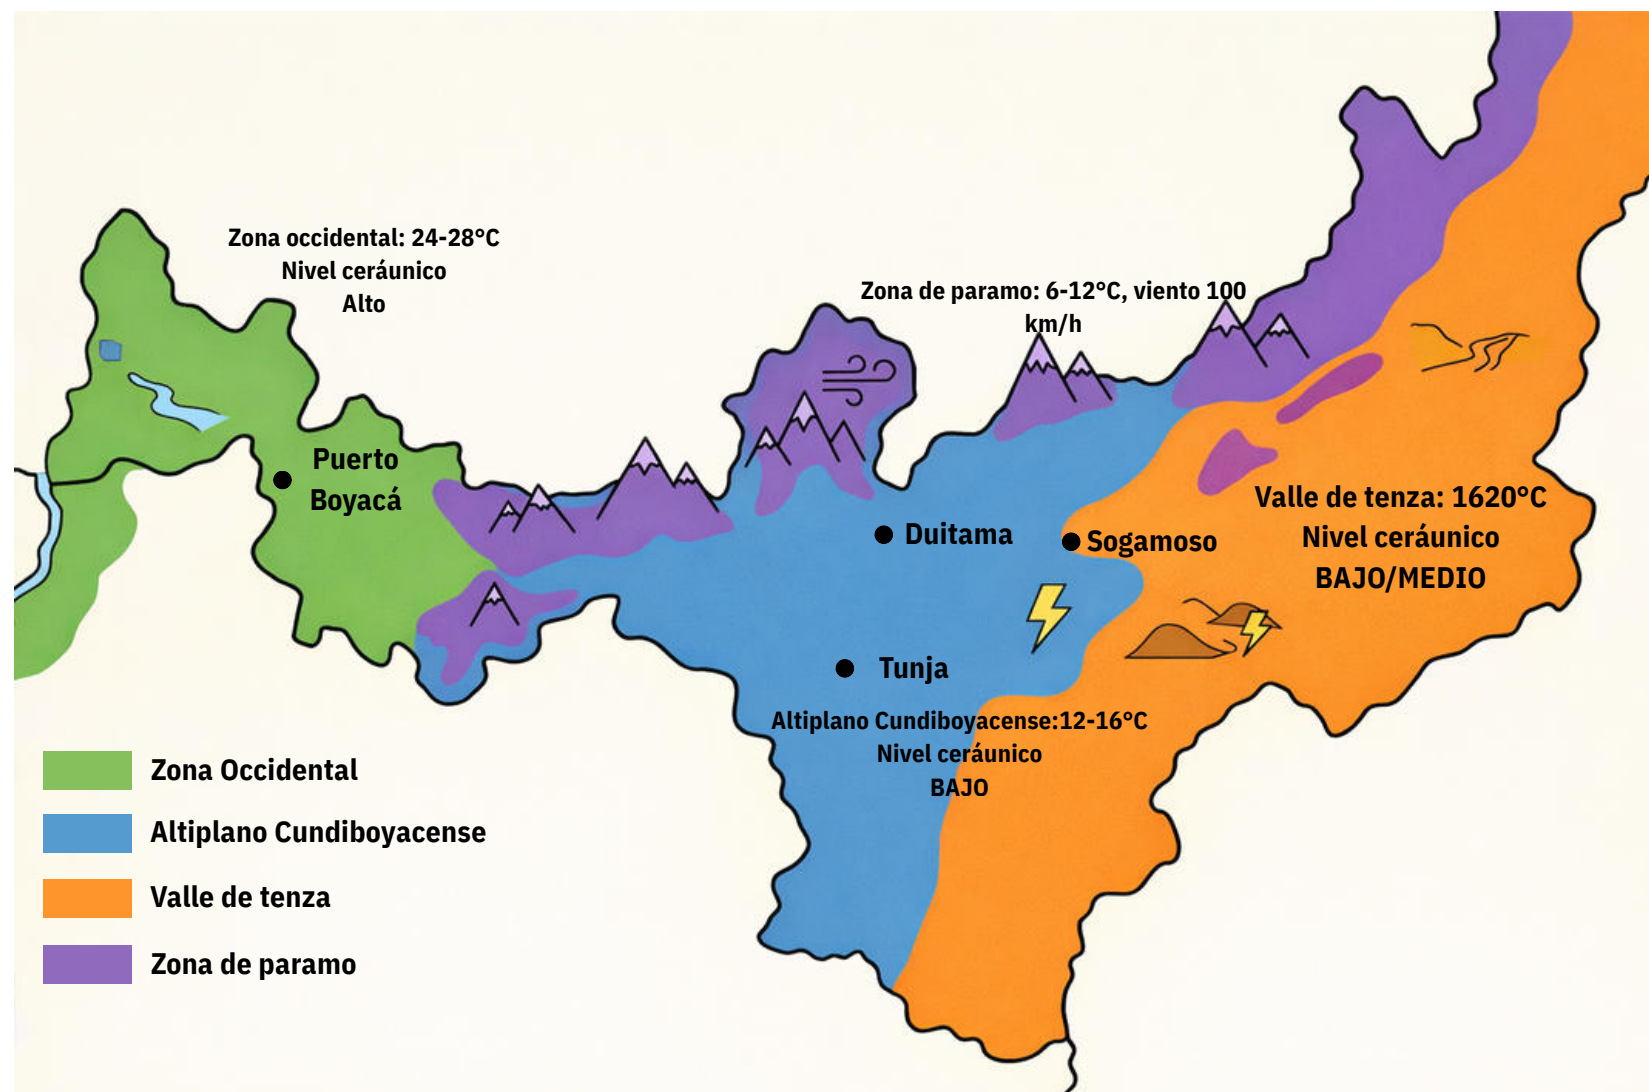 Zona occidental: 24-28°C
Nivel ceráunico
Alto
Zona de paramo: 6-12°C, viento 100
km/h
Puerto
Boyacá
Duitama
Sogamoso
Valle de tenza: 1620°C
Nivel ceráunico
BAJO/MEDIO
Tunja
Altiplano Cundiboyacense:12-16°C
Nivel ceráunico
BAJO
Zona Occidental
Altiplano Cundiboyacense
Valle de tenza
Zona de paramo